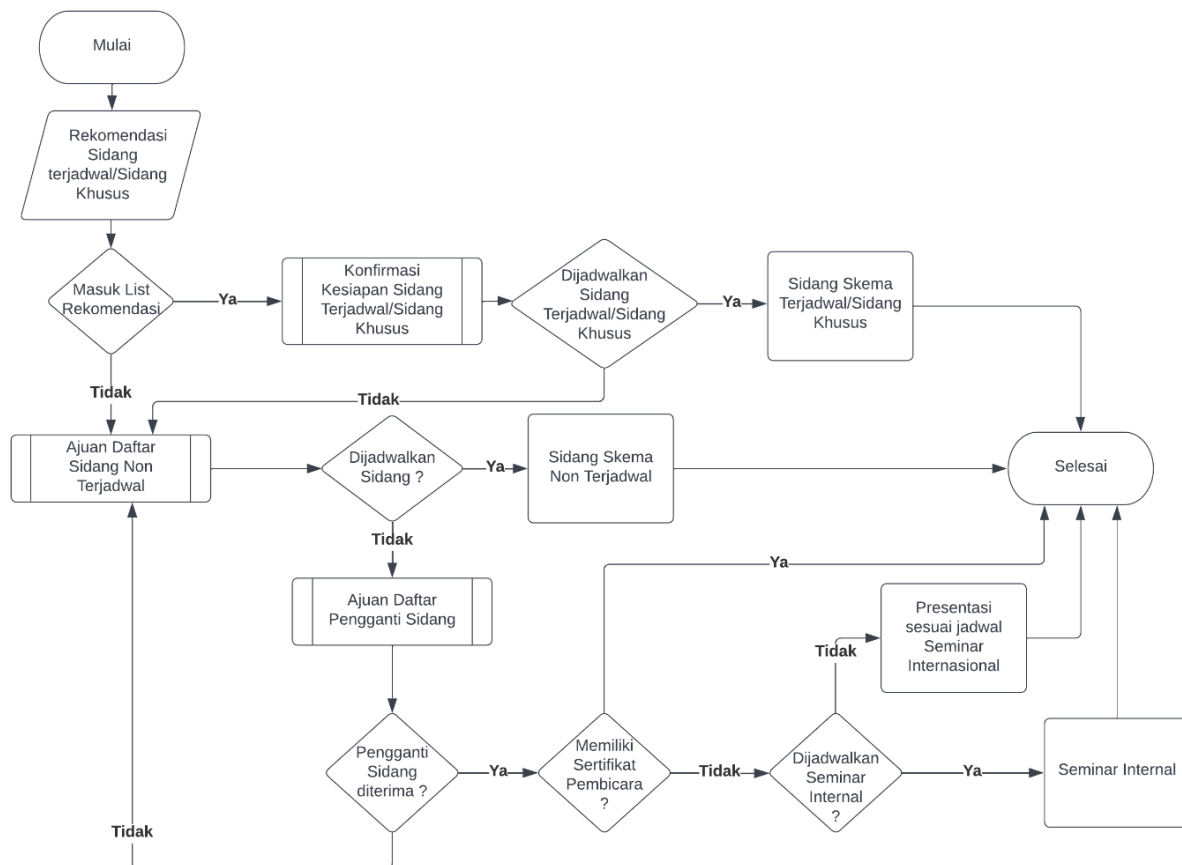 Mulai
Rekomendasi
Sidang
terjadwal/Sidang
Khusus
Masuk List
Rekomendasi
Ya
Konfirmasi
Kesiapan Sidang
Terjadwal/Sidang
Khusus
Dijadwalkan
Sidang
Terjadwal/Sidang
Khusus
Ya
Sidang Skema
Terjadwal/Sidang
Khusus
Tidak
Tidak
Ajuan Daftar
Sidang Non
Terjadwal
Dijadwalkan
Sidang ?
Ya
Sidang Skema
Non Terjadwal
Selesai
Tidak
Ajuan Daftar
Pengganti Sidang
Ya
Presentasi
sesuai jadwal
Seminar
Internasional
Tidak
Pengganti
Sidang
diterima ?
Ya
Memiliki
Sertifikat
Pembicara
?
Tidak
Dijadwalkan
Seminar
Internal
?
Ya
Seminar Internal
Tidak